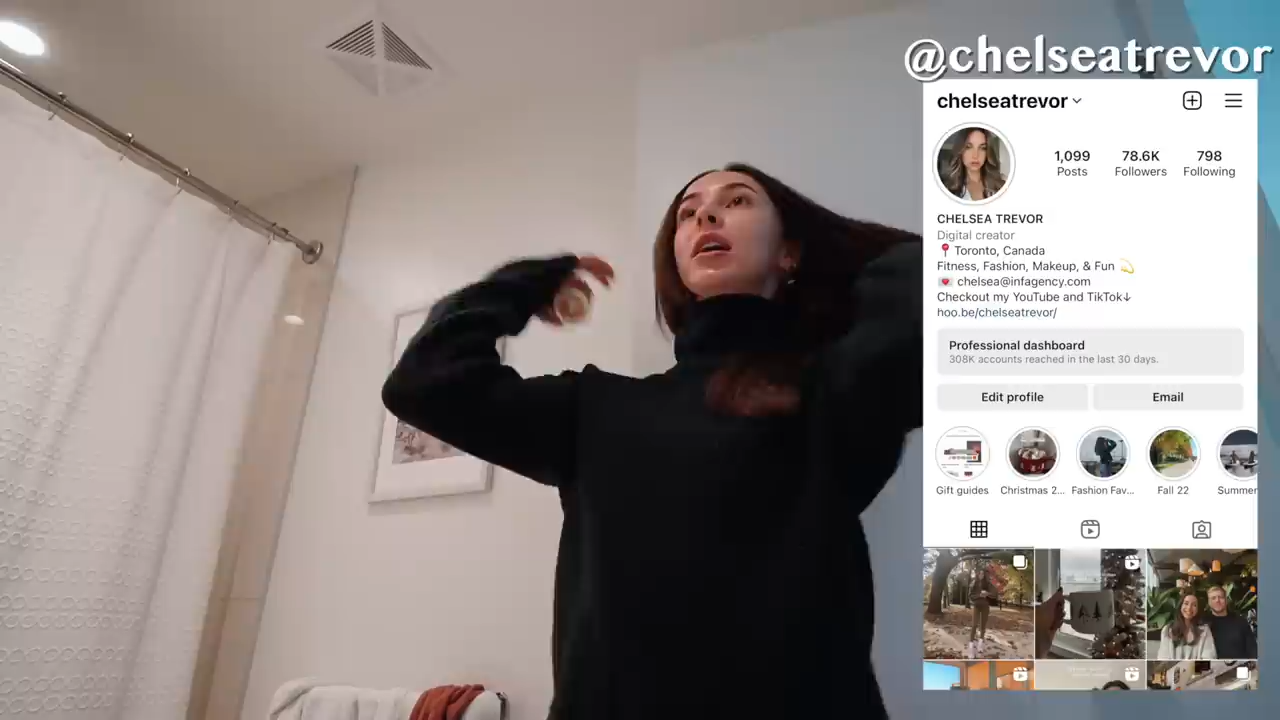 @chelseatrevor
chelseatrevor
1,099
78.6K
798
Posts
Followers
Following
CHELSEA TREVOR
Digital creator
📍 Toronto, Canada
Fitness, Fashion, Makeup, & Fun 💫
💌 chelsea@infagency.com
Checkout my YouTube and TikTok↓
hoo.be/chelseatrevor/
Professional dashboard
308K accounts reached in the last 30 days.
Edit profile
Email
Gift guides
Christmas 2...
Fashion Fav...
Fall 22
Summer